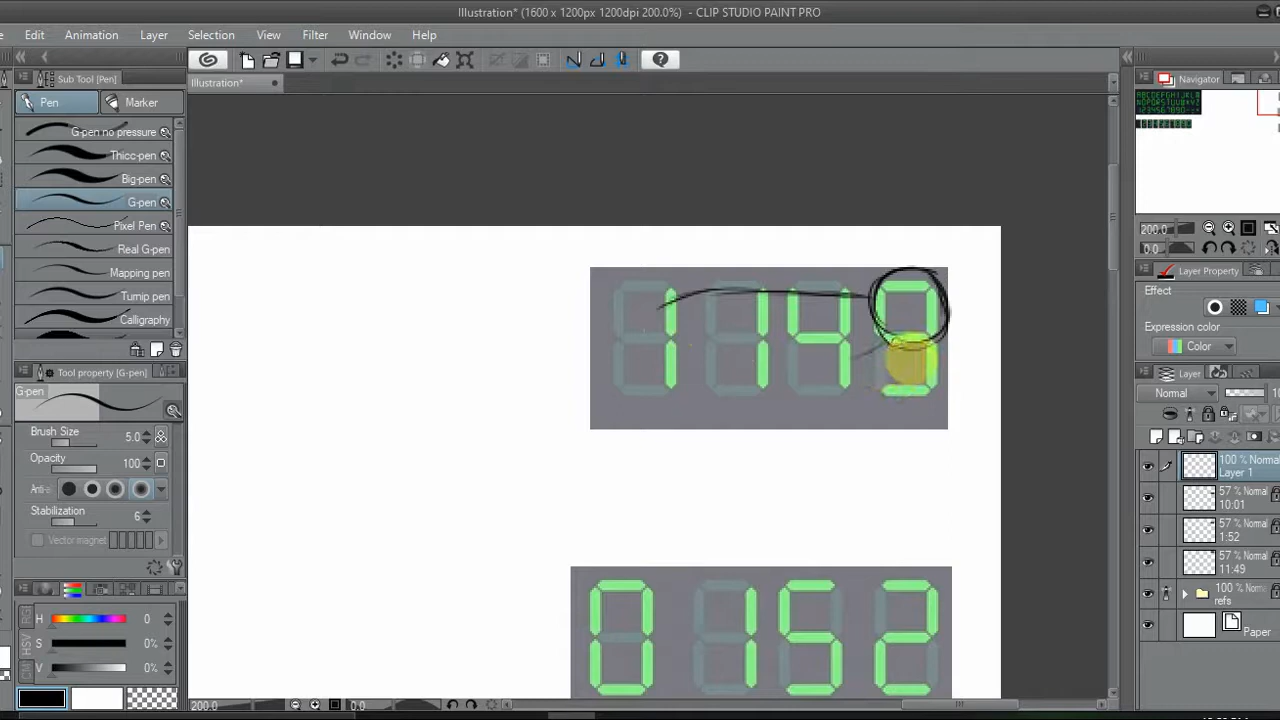 Illustration* (1600 x 1200px 1200dpi 200.0%) - CLIP STUDIO PAINT PRO
Edit Animation Layer Selection View Filter Window Help
Sub Tool [Pen]
Illustration*
Navigator
Pen Marker
G-pen no pressure
Thicc-pen
Big-pen
G-pen
Pixel Pen
Real G-pen
Mapping pen
Turnip pen
Calligraphy
Tool property [G-pen]
G-pen
Brush Size 5.0
Opacity 100
Stabilization 6
Vector magnet
H 0
S 0%
V 0%
1149
0152
200.0
0.0
200.0
0.0
Layer Property
Effect
Expression color
Color
Layer
Normal
100 % Normal
Layer 1
57 % Normal
10:01
57 % Normal
1:52
57 % Normal
11:49
100 % Normal
refs
Paper